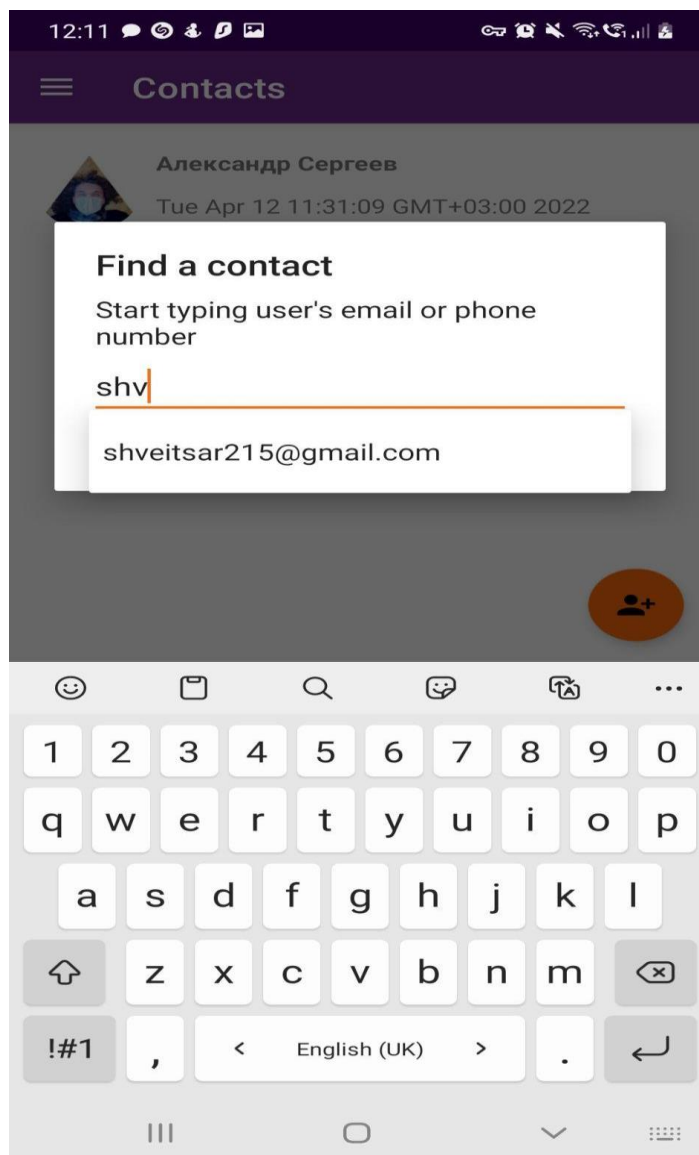 12:11
Contacts
Александр Сергеев
Tue Apr 12 11:31:09 GMT+03:00 2022
Find a contact
Start typing user's email or phone
number
shv
shveitsar215@gmail.com
1 2 3 4 5 6 7 8 9 0
q w e r t y u i o p
a s d f g h j k l
z x c v b n m
!#1 , < English (UK) > .